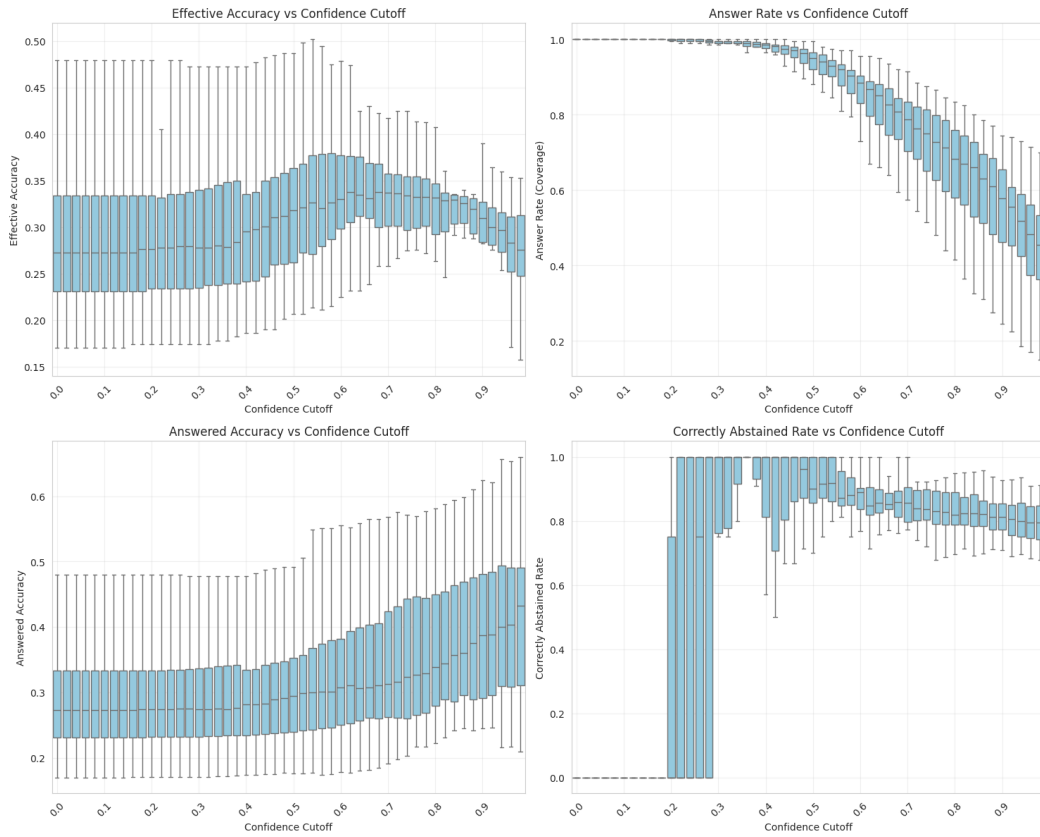 Effective Accuracy vs Confidence Cutoff
0.50
0.45
0.40
0.35
0.30
0.25
0.20
0.15
Effective Accuracy
0.0 0.1 0.2 0.3 0.4 0.5 0.6 0.7 0.8 0.9
Confidence Cutoff
Answer Rate vs Confidence Cutoff
1.0
0.8
0.6
0.4
0.2
Answer Rate (Coverage)
0.0 0.1 0.2 0.3 0.4 0.5 0.6 0.7 0.8 0.9
Confidence Cutoff
Answered Accuracy vs Confidence Cutoff
0.6
0.5
0.4
0.3
0.2
Answered Accuracy
0.0 0.1 0.2 0.3 0.4 0.5 0.6 0.7 0.8 0.9
Confidence Cutoff
Correctly Abstained Rate vs Confidence Cutoff
1.0
0.8
0.6
0.4
0.2
0.0
Correctly Abstained Rate
0.0 0.1 0.2 0.3 0.4 0.5 0.6 0.7 0.8 0.9
Confidence Cutoff